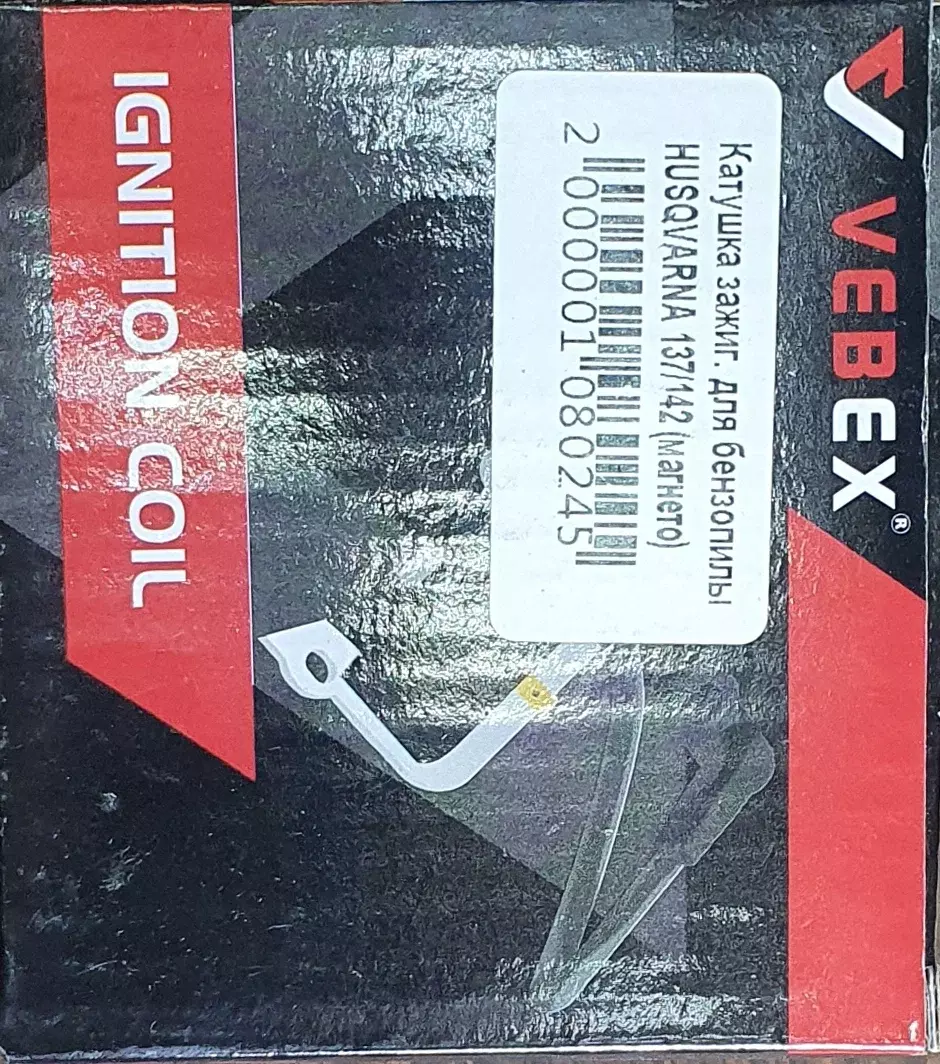 VEBEX®
Катушка зажиг. для бензопилы
HUSQVARNA 137/142 (магнето)
2 000001 080245
IGNITION COIL